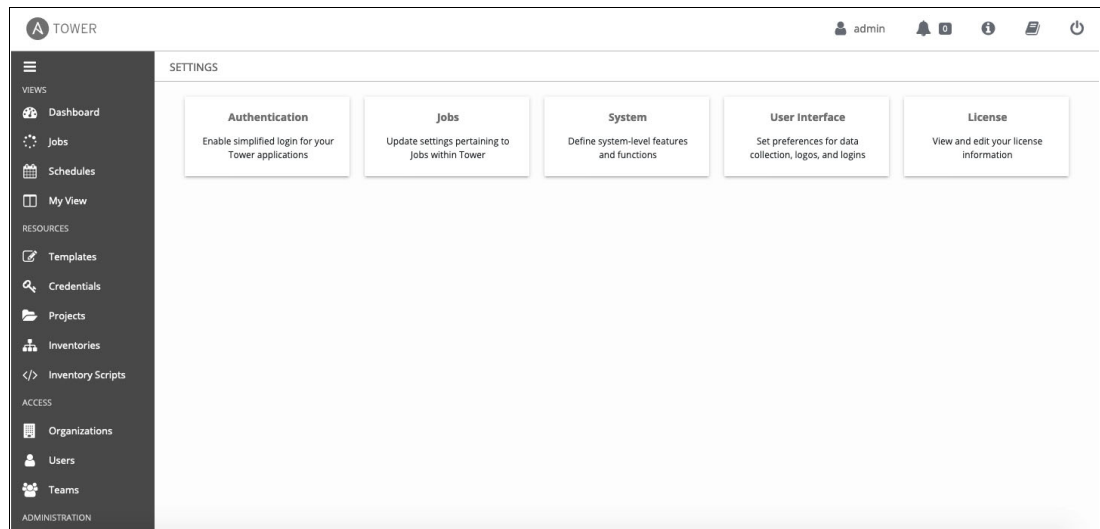 A TOWER
admin
0
SETTINGS
VIEWS
Dashboard
Jobs
Schedules
My View
RESOURCES
Templates
Credentials
Projects
Inventories
</> Inventory Scripts
ACCESS
Organizations
Users
Teams
ADMINISTRATION
Authentication
Enable simplified login for your
Tower applications
Jobs
Update settings pertaining to
Jobs within Tower
System
Define system-level features
and functions
User Interface
Set preferences for data
collection, logos, and logins
License
View and edit your license
information